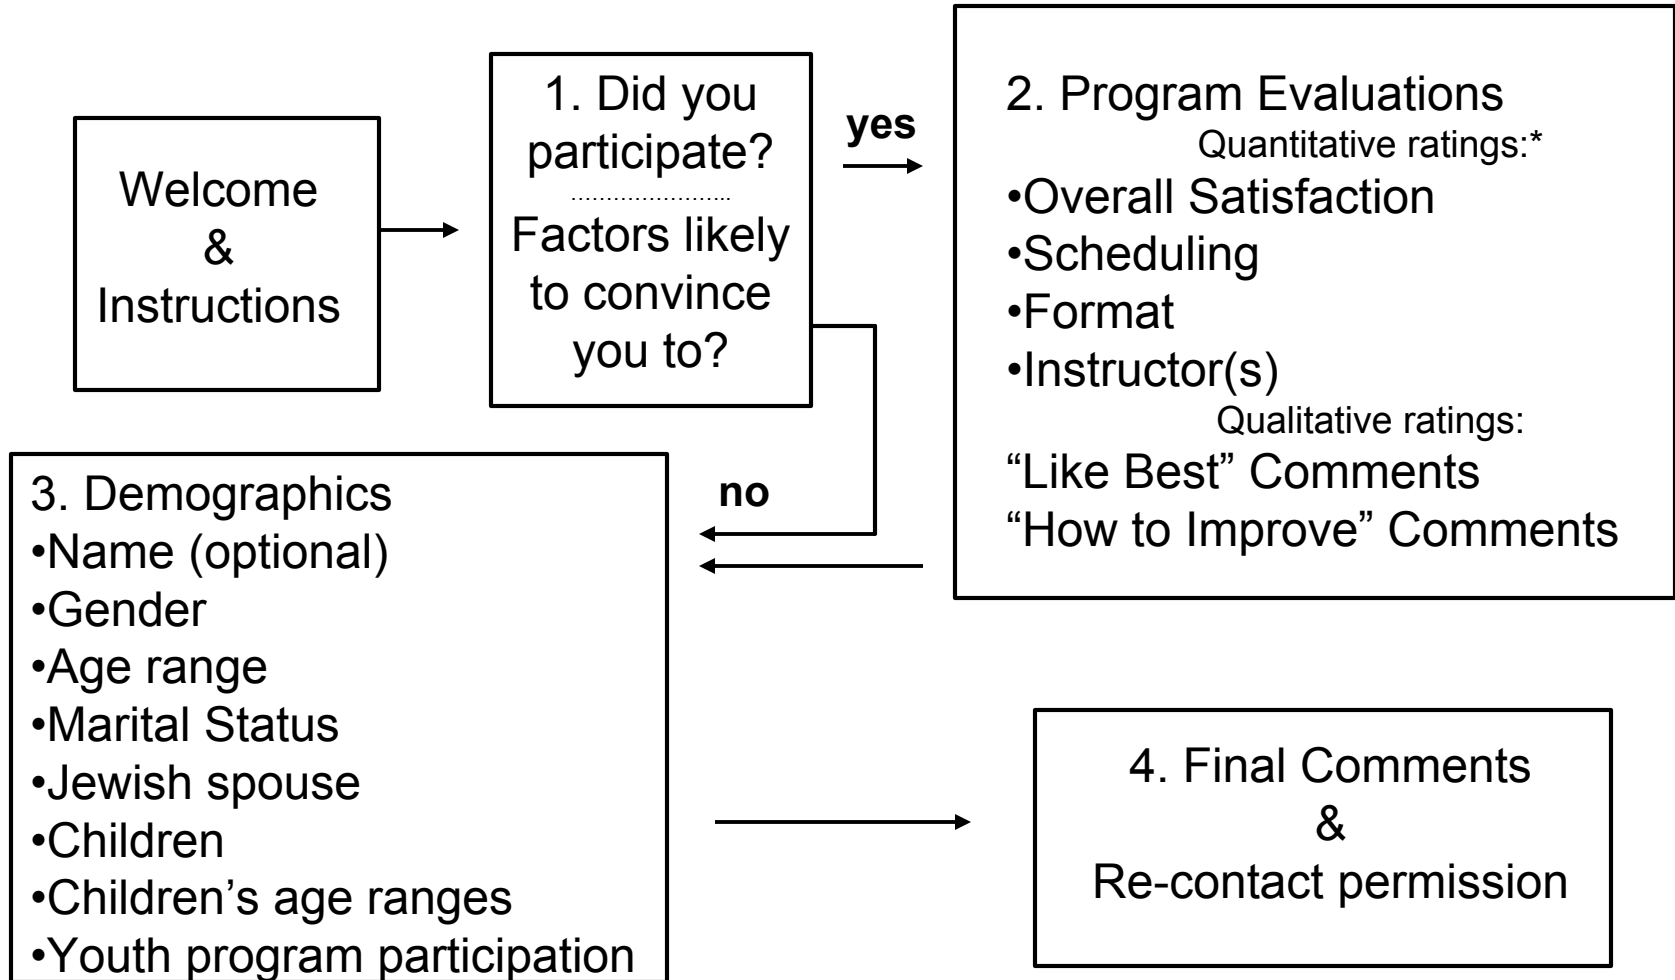 Welcome
&
Instructions
1. Did you
participate?
.......................
Factors likely
to convince
you to?
yes
2. Program Evaluations
Quantitative ratings:*
•Overall Satisfaction
•Scheduling
•Format
•Instructor(s)
Qualitative ratings:
“Like Best” Comments
“How to Improve” Comments
no
3. Demographics
•Name (optional)
•Gender
•Age range
•Marital Status
•Jewish spouse
•Children
•Children’s age ranges
•Youth program participation
4. Final Comments
&
Re-contact permission